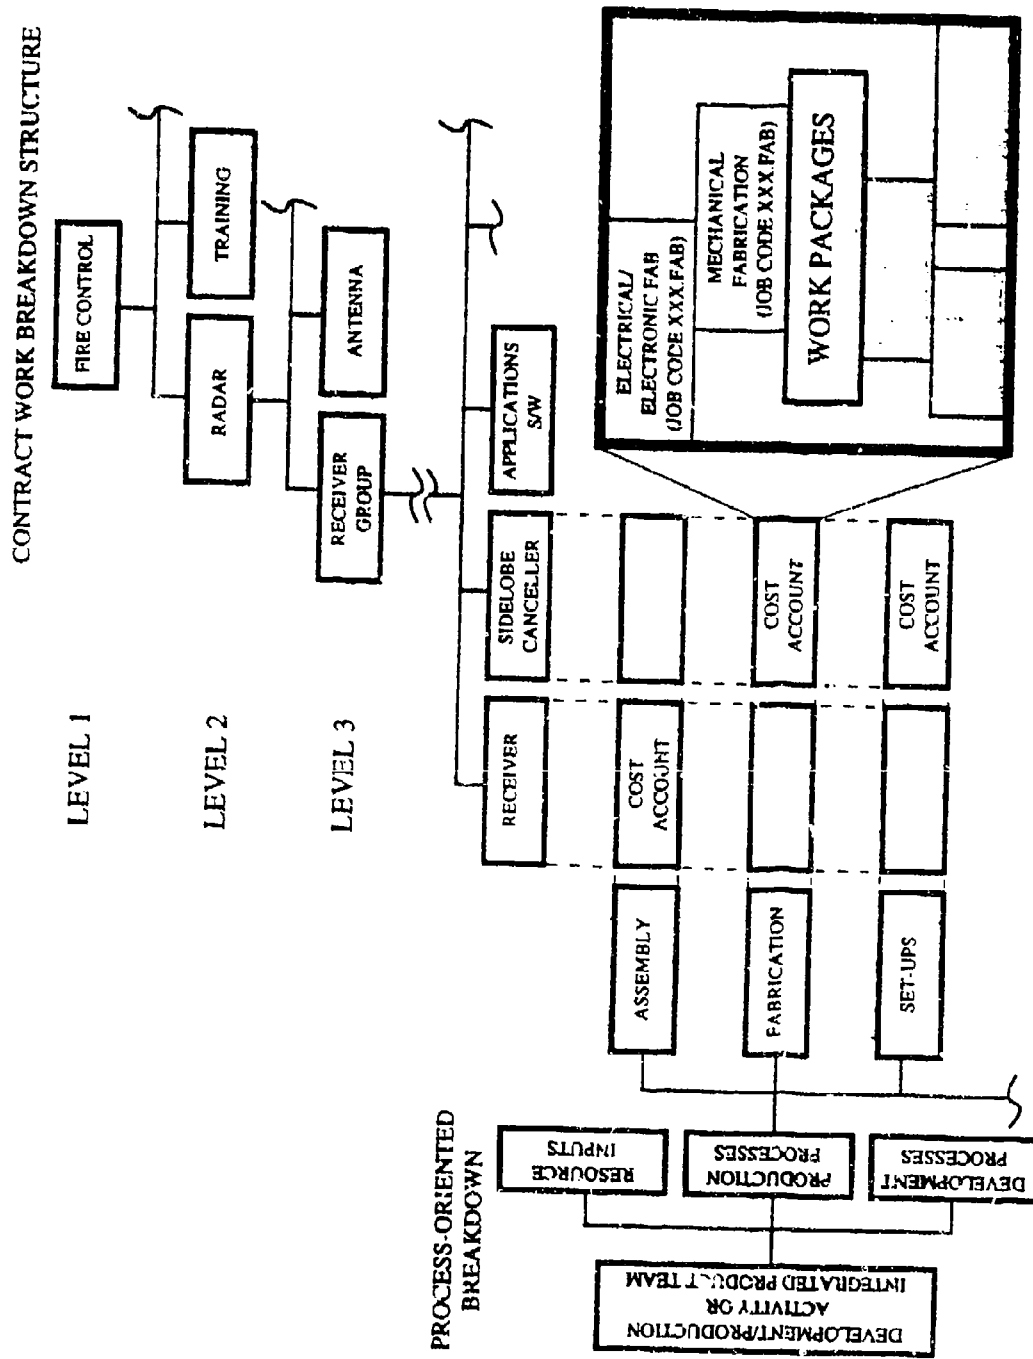 CONTRACT WORK BREAKDOWN STRUCTURE
LEVEL 1
FIRE CONTROL
LEVEL 2
RADAR
TRAINING
LEVEL 3
RECEIVER
GROUP
ANTENNA
RECEIVER
SIDELOBE
CANCELLER
APPLICATIONS
S/W
PROCESS-ORIENTED
BREAKDOWN
DEVELOPMENT/PRODUCTION
ACTIVITY OR
INTEGRATED PRODUCT TEAM
RESOURCE
INPUTS
PRODUCTION
PROCESSES
DEVELOPMENT
PROCESSES
ASSEMBLY
COST
ACCOUNT
FABRICATION
COST
ACCOUNT
SET-UPS
COST
ACCOUNT
ELECTRICAL/
ELECTRONIC FAB
(JOB CODE XXX.FAB)
MECHANICAL
FABRICATION
(JOB CODE XXX.FAB)
WORK PACKAGES